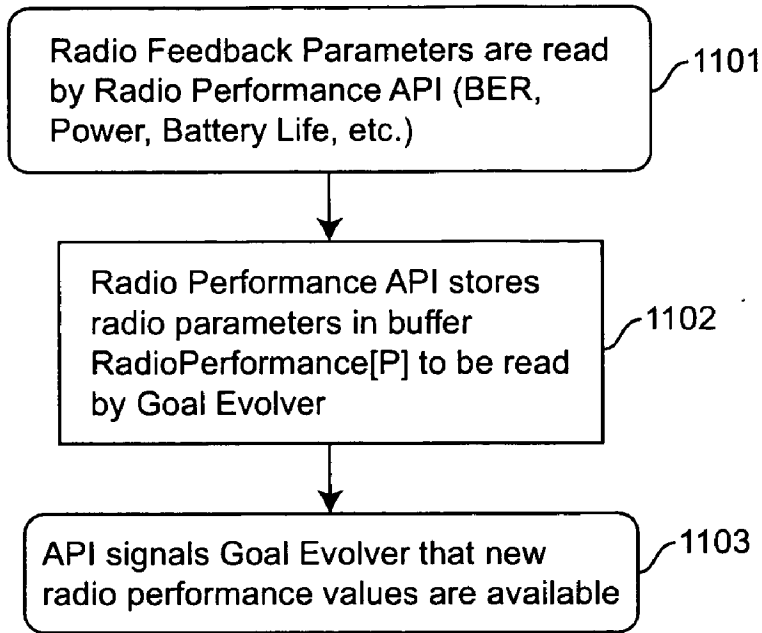 Radio Feedback Parameters are read
by Radio Performance API (BER,
Power, Battery Life, etc.)
1101
Radio Performance API stores
radio parameters in buffer
RadioPerformance[P] to be read
by Goal Evolver
1102
API signals Goal Evolver that new
radio performance values are available
1103